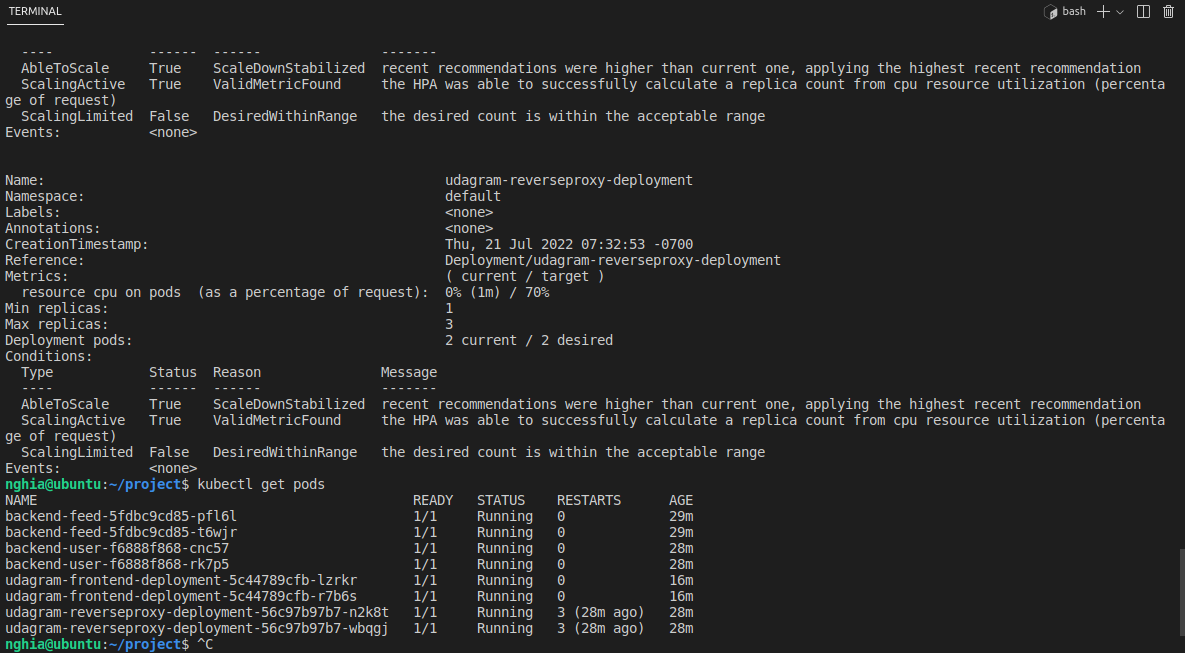 TERMINAL
bash
----            ------  ------               -------
AbleToScale     True    ScaleDownStabilized  recent recommendations were higher than current one, applying the highest recent recommendation
ScalingActive   True    ValidMetricFound     the HPA was able to successfully calculate a replica count from cpu resource utilization (percenta
ge of request)
ScalingLimited  False   DesiredWithinRange   the desired count is within the acceptable range
Events:         <none>
Name:                                                  udagram-reverseproxy-deployment
Namespace:                                             default
Labels:                                                <none>
Annotations:                                           <none>
CreationTimestamp:                                     Thu, 21 Jul 2022 07:32:53 -0700
Reference:                                             Deployment/udagram-reverseproxy-deployment
Metrics:                                               ( current / target )
resource cpu on pods  (as a percentage of request):  0% (1m) / 70%
Min replicas:                                          1
Max replicas:                                          3
Deployment pods:                                       2 current / 2 desired
Conditions:
Type            Status  Reason               Message
----            ------  ------               -------
AbleToScale     True    ScaleDownStabilized  recent recommendations were higher than current one, applying the highest recent recommendation
ScalingActive   True    ValidMetricFound     the HPA was able to successfully calculate a replica count from cpu resource utilization (percenta
ge of request)
ScalingLimited  False   DesiredWithinRange   the desired count is within the acceptable range
Events:         <none>
nghia@ubuntu:~/project$ kubectl get pods
NAME                                               READY   STATUS    RESTARTS      AGE
backend-feed-5fdbc9cd85-pfl6l                      1/1     Running   0             29m
backend-feed-5fdbc9cd85-t6wjr                      1/1     Running   0             29m
backend-user-f6888f868-cnc57                       1/1     Running   0             28m
backend-user-f6888f868-rk7p5                       1/1     Running   0             28m
udagram-frontend-deployment-5c44789cfb-lzrkr       1/1     Running   0             16m
udagram-frontend-deployment-5c44789cfb-r7b6s       1/1     Running   0             16m
udagram-reverseproxy-deployment-56c97b97b7-n2k8t   1/1     Running   3 (28m ago)   28m
udagram-reverseproxy-deployment-56c97b97b7-wbqgj   1/1     Running   3 (28m ago)   28m
nghia@ubuntu:~/project$ ^C